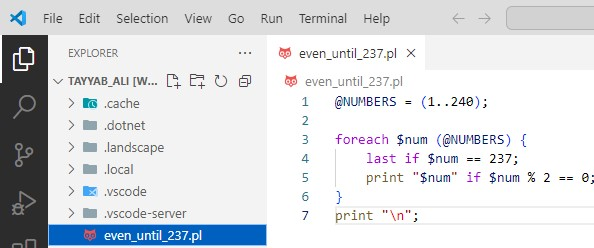 File Edit Selection View Go Run Terminal Help
EXPLORER
TAYYAB_ALI [W...
.cache
.dotnet
.landscape
.local
.vscode
.vscode-server
even_until_237.pl
even_until_237.pl
even_until_237.pl
1 @NUMBERS = (1..240);
2
3 foreach $num (@NUMBERS) {
4 last if $num == 237;
5 print "$num" if $num % 2 == 0;
6 }
7 print "\n";